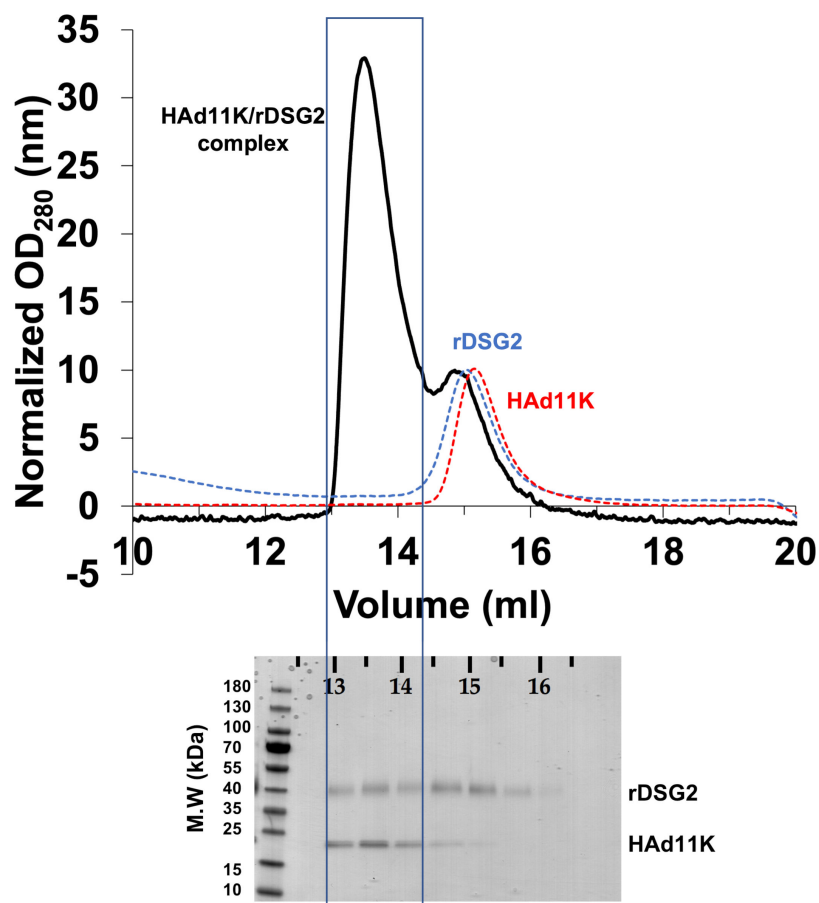 35
30
HAd11K/rDSG2
complex
25
20
15
rDSG2
10
HAd11K
5
0
-5
Normalized OD280 (nm)
10 12 14 16 18 20
Volume (ml)
13 14 15 16
M.W (kDa)
180
130
100
70
55
40
35
25
15
10
rDSG2
HAd11K